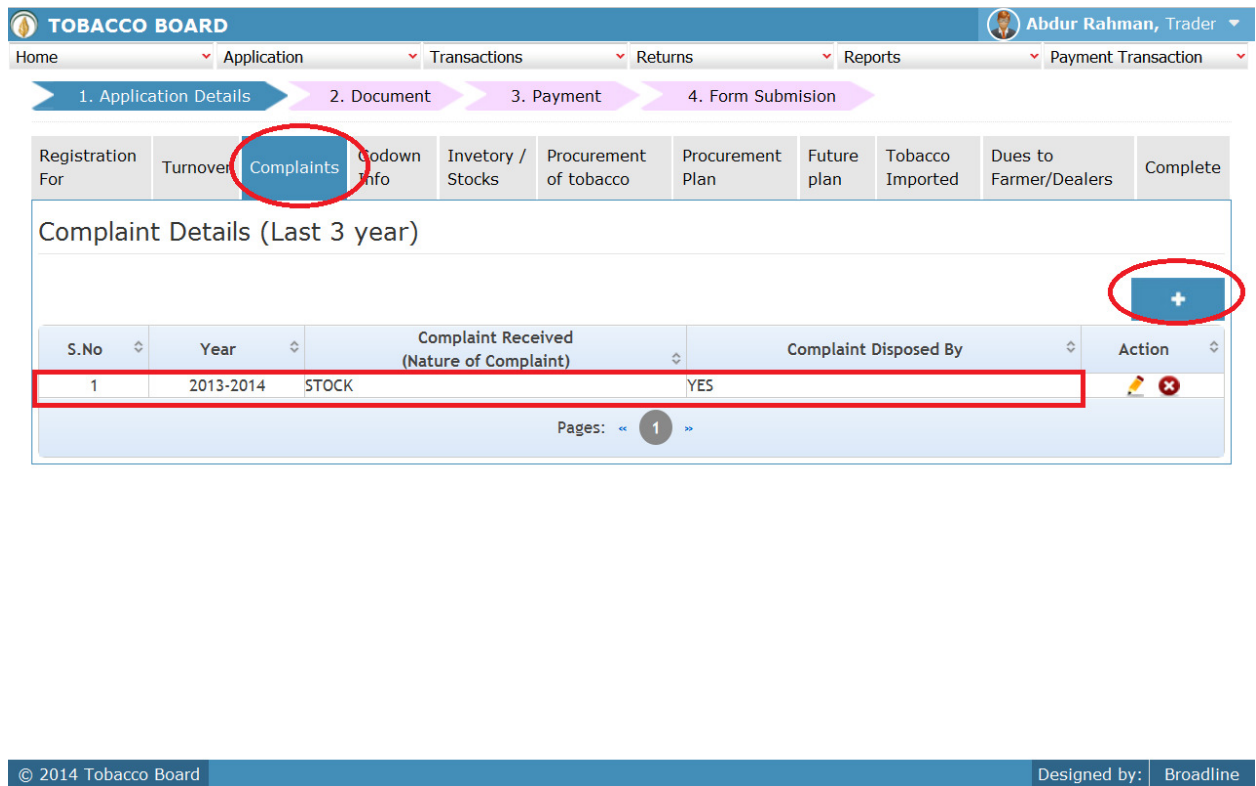 TOBACCO BOARD
Abdur Rahman, Trader
Home Application Transactions Returns Reports Payment Transaction
1. Application Details 2. Document 3. Payment 4. Form Submision
Registration For Turnover Complaints Godown Info Invetory / Stocks Procurement of tobacco Procurement Plan Future plan Tobacco Imported Dues to Farmer/Dealers Complete
Complaint Details (Last 3 year)
+
S.No Year Complaint Received (Nature of Complaint) Complaint Disposed By Action
1 2013-2014 STOCK YES
Pages: « 1 »
© 2014 Tobacco Board Designed by: Broadline